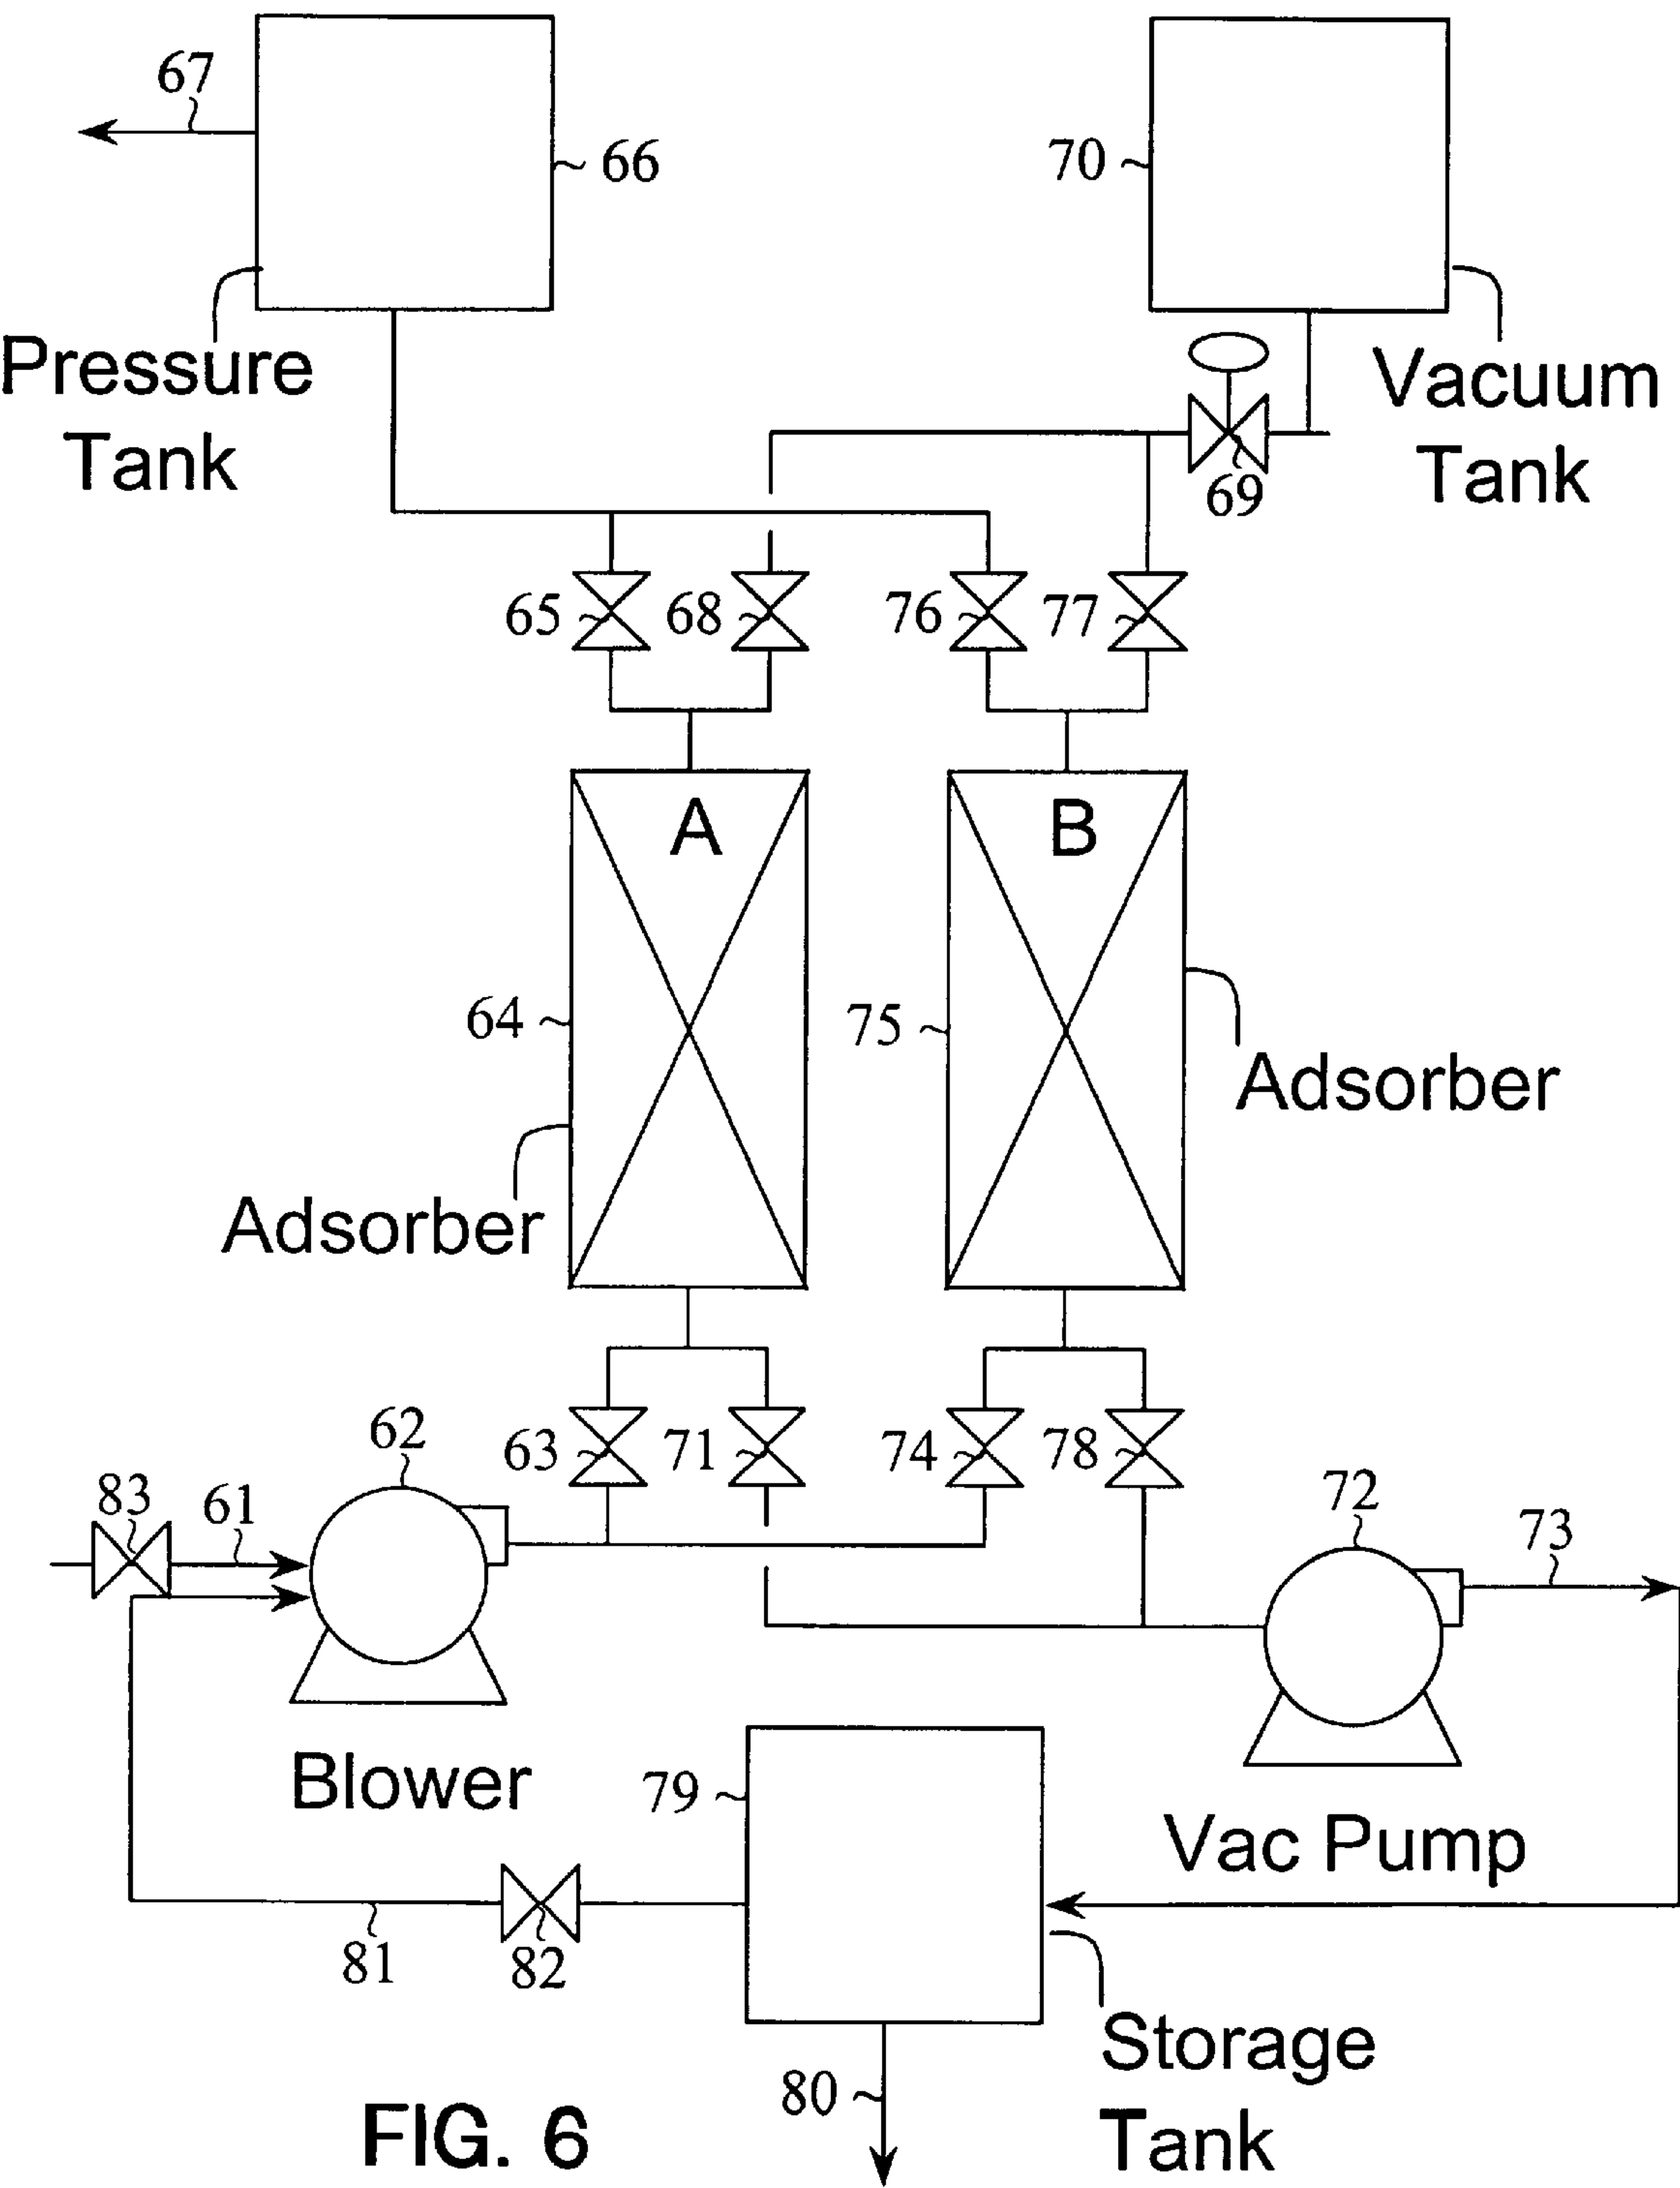 67
66
70
Pressure
Tank
Vacuum
Tank
69
65
68
76
77
A
B
64
75
Adsorber
Adsorber
62
63
71
74
78
83
61
72
73
Blower
79
Vac Pump
81
82
80
Storage
Tank
FIG. 6